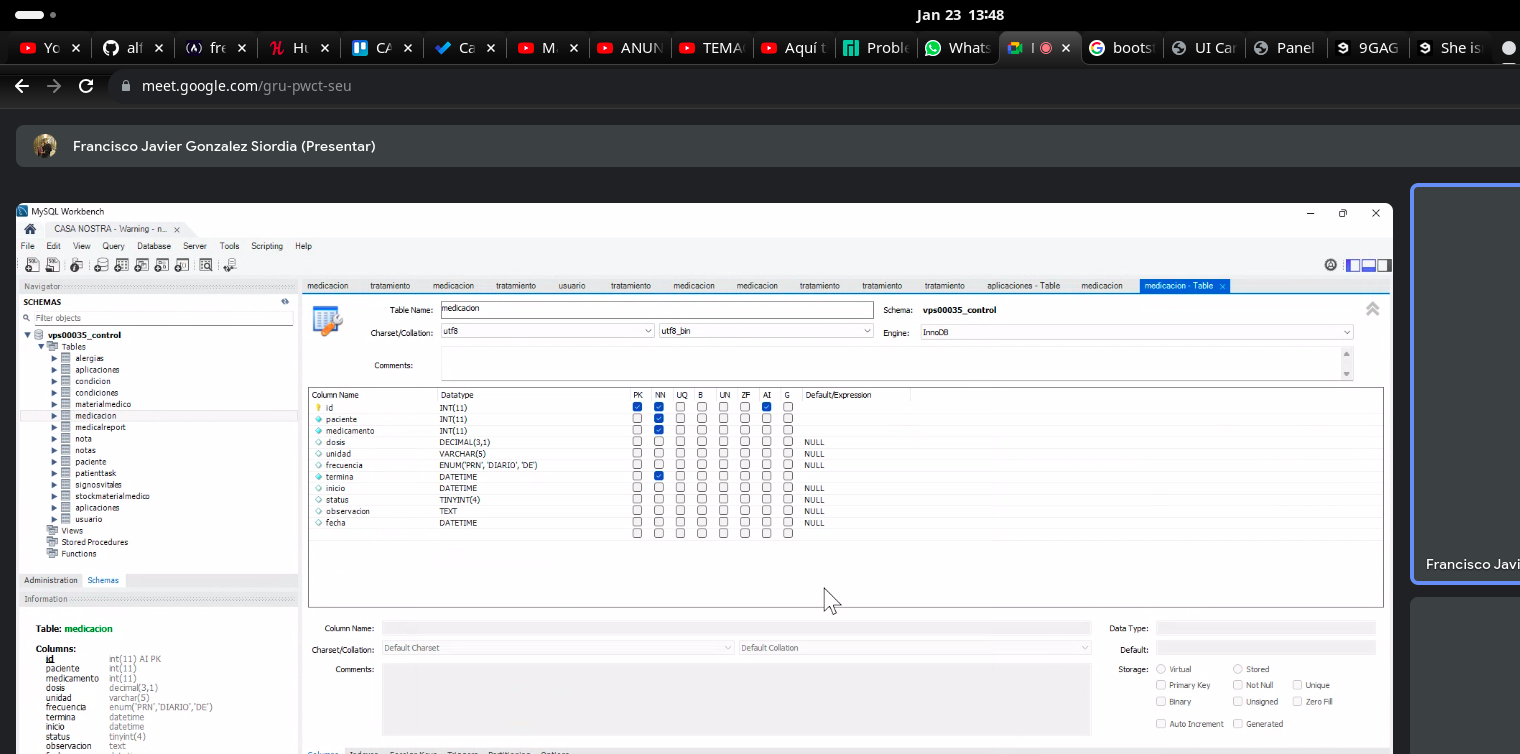 Jan 23 13:48
Yo
alf
fre
Hu
CA
Ca
M
ANUN
TEMA
Aquí t
Proble
Whats
boots
UI Car
Panel
9GAG
She is
meet.google.com/gru-pwct-seu
Francisco Javier Gonzalez Siordia (Presentar)
MySQL Workbench
CASA NOSTRA - Warning - n...
File Edit View Query Database Server Tools Scripting Help
Navigator
medicacion tratamiento medicacion tratamiento usuario tratamiento medicacion medicacion tratamiento tratamiento tratamiento aplicaciones - Table medicacion medicacion - Table
SCHEMAS
Filter objects
vps00035_control
Tables
alergias
aplicaciones
condicion
condiciones
materialmedico
medicacion
medicalreport
nota
notas
paciente
patienttask
signosvitales
stockmaterialmedico
aplicaciones
usuario
Views
Stored Procedures
Functions
Administration Schemas
Information
Table: medicacion
Columns:
id int(11) AI PK
paciente int(11)
medicamento int(11)
dosis decimal(3,1)
unidad varchar(5)
frecuencia enum('PRN','DIARIO','DE')
termina datetime
inicio datetime
status tinyint(4)
observacion text
Table Name: medicacion Schema: vps00035_control
Charset/Collation: utf8 utf8_bin Engine: InnoDB
Comments:
Column Name Datatype PK NN UQ B UN ZF AI G Default/Expression
id INT(11)
paciente INT(11)
medicamento INT(11)
dosis DECIMAL(3,1) NULL
unidad VARCHAR(5) NULL
frecuencia ENUM('PRN', 'DIARIO', 'DE') NULL
termina DATETIME
inicio DATETIME NULL
status TINYINT(4) NULL
observacion TEXT NULL
fecha DATETIME NULL
Column Name: Data Type:
Charset/Collation: Default Charset Default Collation Default:
Comments: Storage: Virtual Stored
Primary Key Not Null Unique
Binary Unsigned Zero Fill
Auto Increment Generated
Francisco Javi